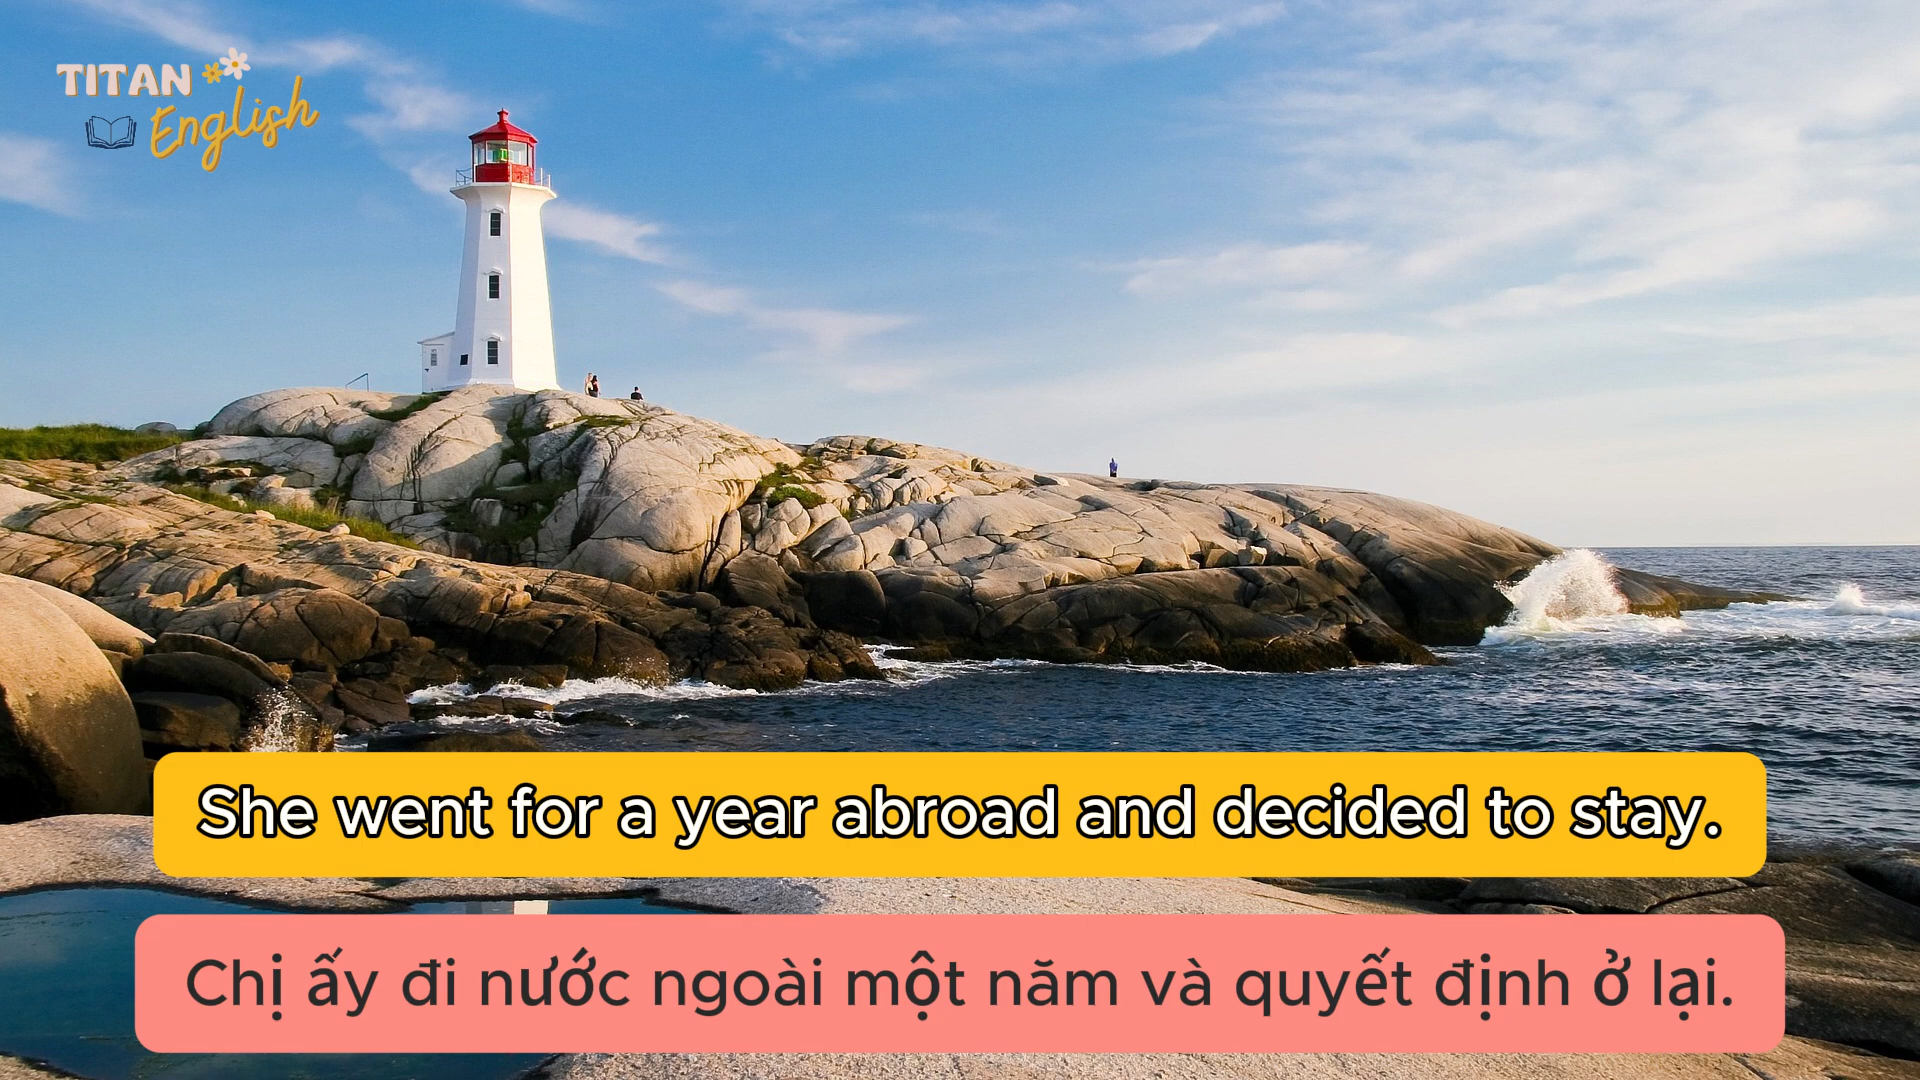 TITAN
English
She went for a year abroad and decided to stay.
Chị ấy đi nước ngoài một năm và quyết định ở lại.